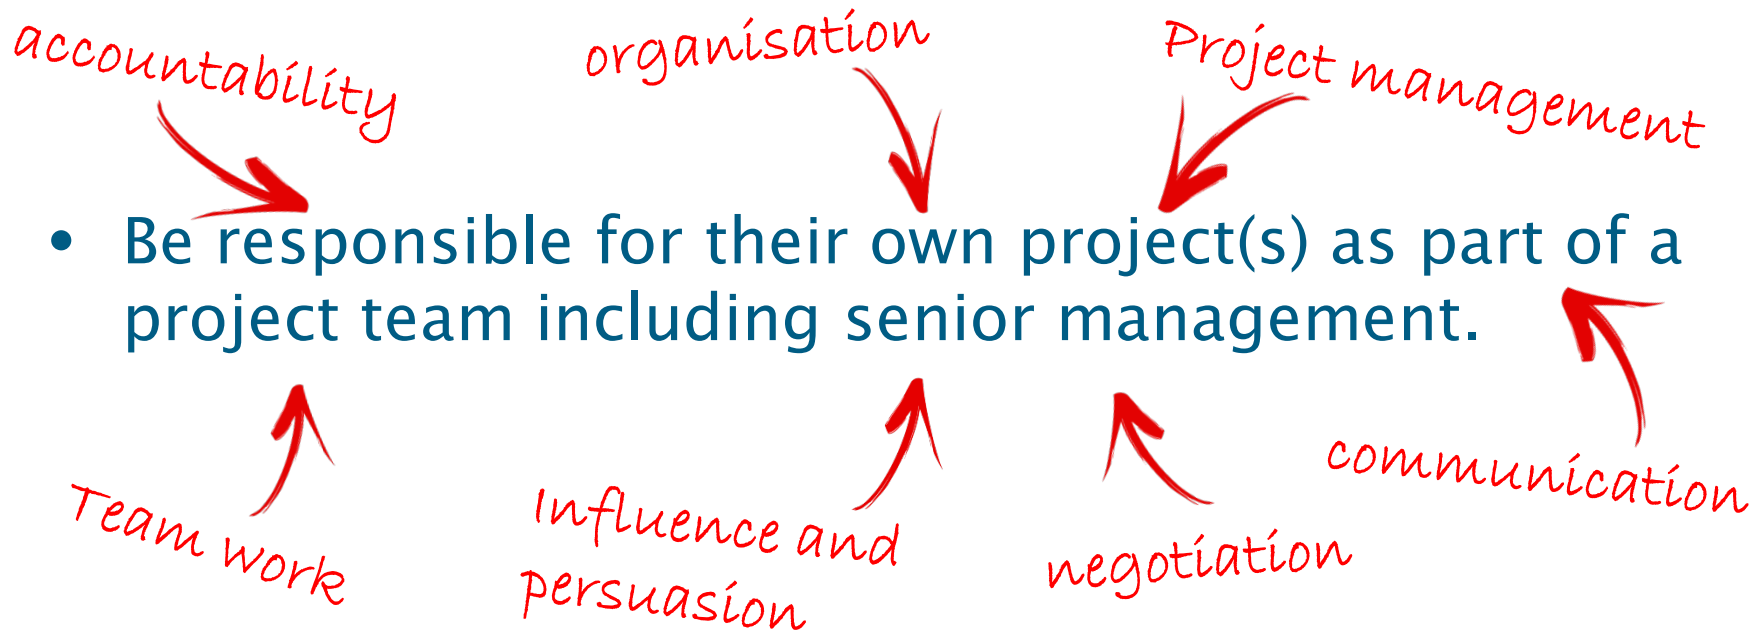 accountability
organisation
Project management
• Be responsible for their own project(s) as part of a
project team including senior management.
Team work
Influence and
persuasion
negotiation
communication